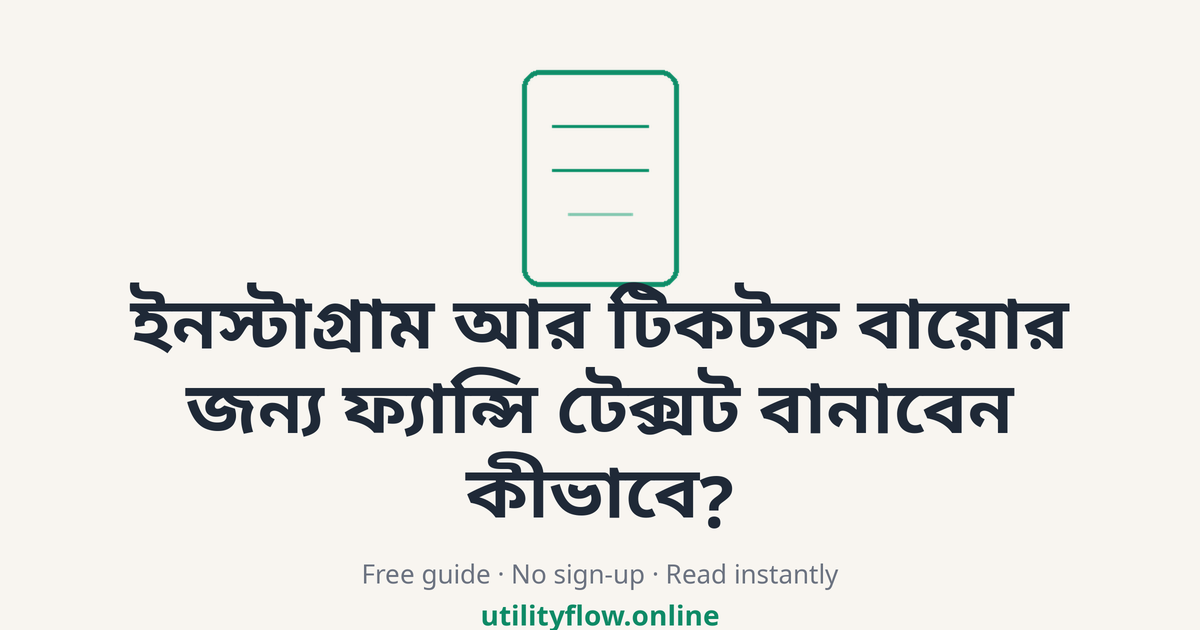 ইনস্টাগ্রাম আর টিকটক বায়োর
জন্য ফ্যান্সি টেক্সট বানাবেন
কীভাবে?
Free guide · No sign-up · Read instantly
utilityflow.online